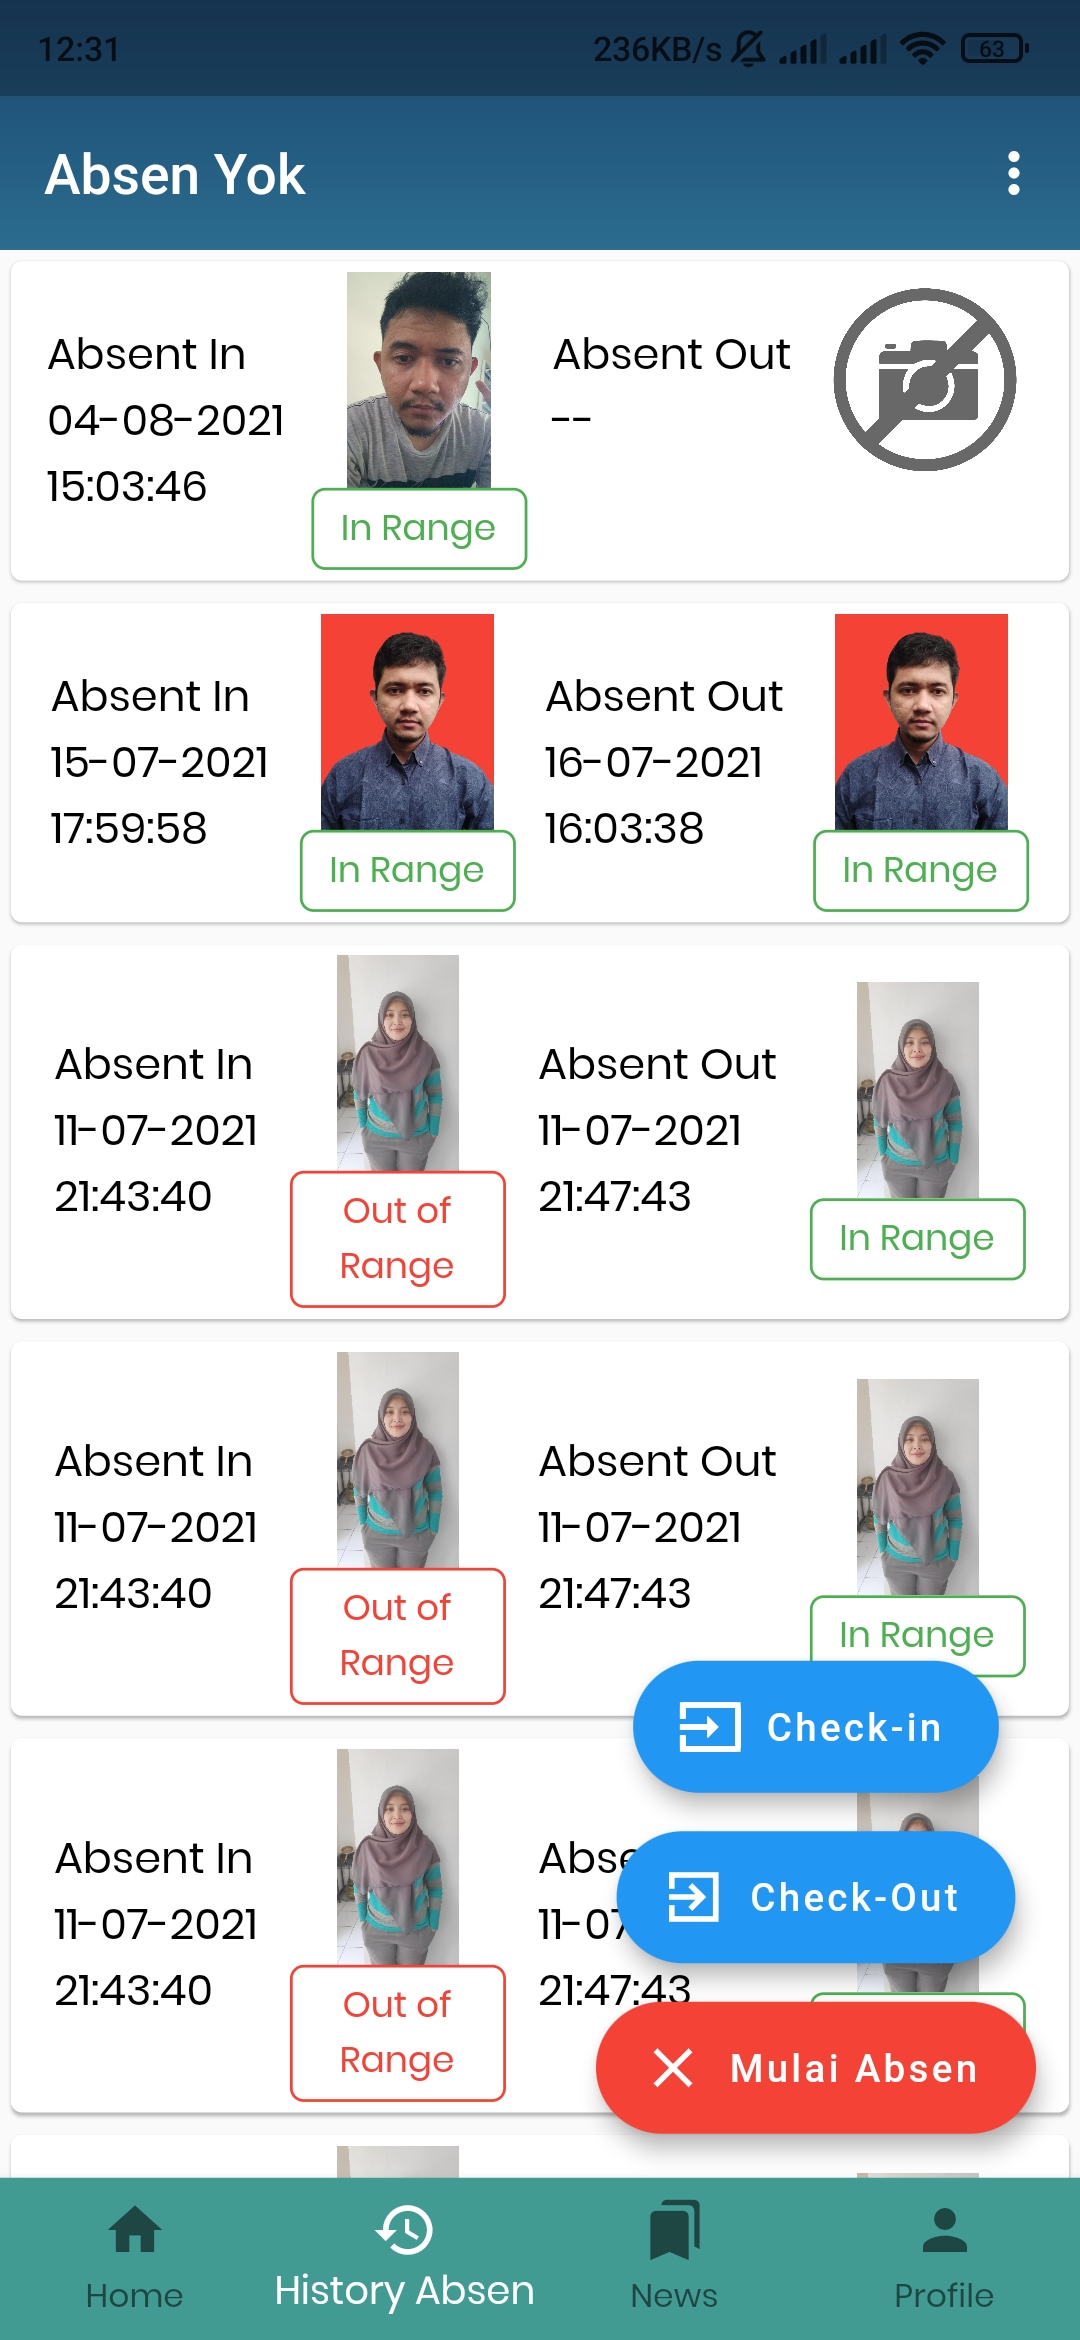 12:31
236KB/s
63
Absen Yok
Absent In
04-08-2021
15:03:46
In Range
Absent Out
--
Absent In
15-07-2021
17:59:58
In Range
Absent Out
16-07-2021
16:03:38
In Range
Absent In
11-07-2021
21:43:40
Out of
Range
Absent Out
11-07-2021
21:47:43
In Range
Absent In
11-07-2021
21:43:40
Out of
Range
Absent Out
11-07-2021
21:47:43
In Range
Absent In
11-07-2021
21:43:40
Out of
Range
21:47:43
Check-in
Check-Out
Mulai Absen
Home
History Absen
News
Profile